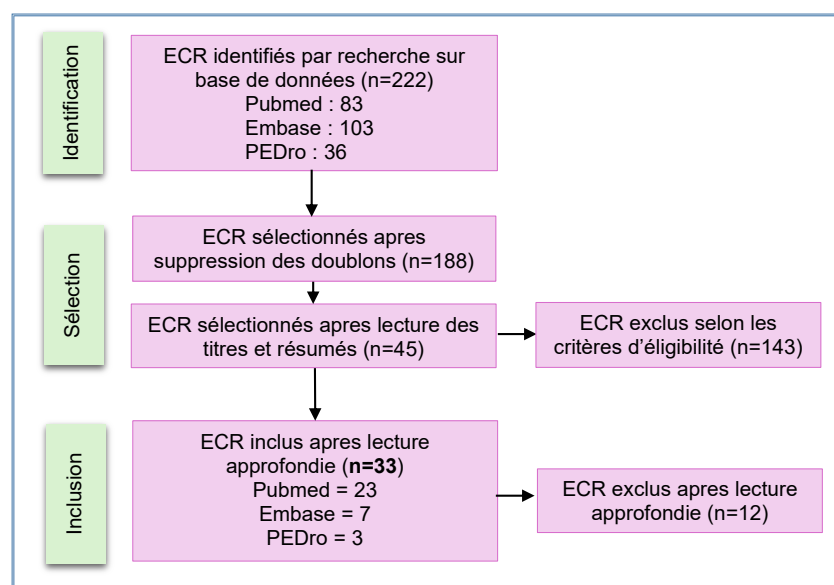 Identification
ECR identifiés par recherche sur
base de données (n=222)
Pubmed : 83
Embase : 103
PEDro : 36
Sélection
ECR sélectionnés apres
suppression des doublons (n=188)
ECR sélectionnés apres lecture des
titres et résumés (n=45)
ECR exclus selon les
critères d’éligibilité (n=143)
Inclusion
ECR inclus apres lecture
approfondie (n=33)
Pubmed = 23
Embase = 7
PEDro = 3
ECR exclus apres lecture
approfondie (n=12)